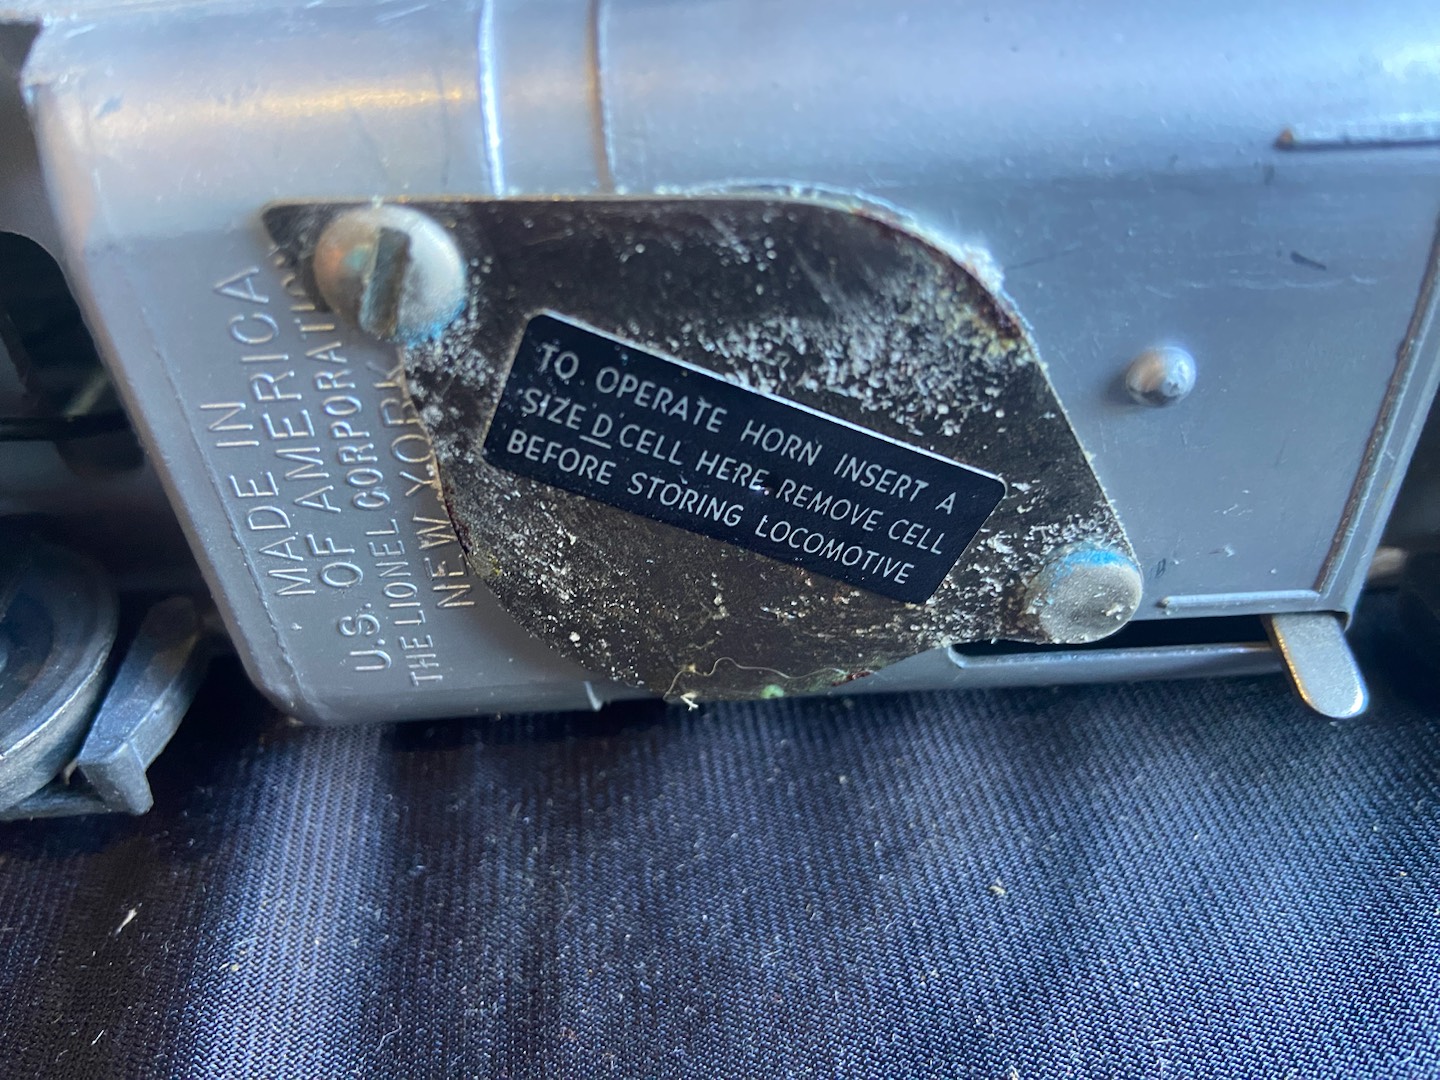 MADE IN
U.S. OF AMERICA
THE LIONEL CORPORATION
NEW YORK
TO OPERATE HORN INSERT A
SIZE D CELL HERE. REMOVE CELL
BEFORE STORING LOCOMOTIVE